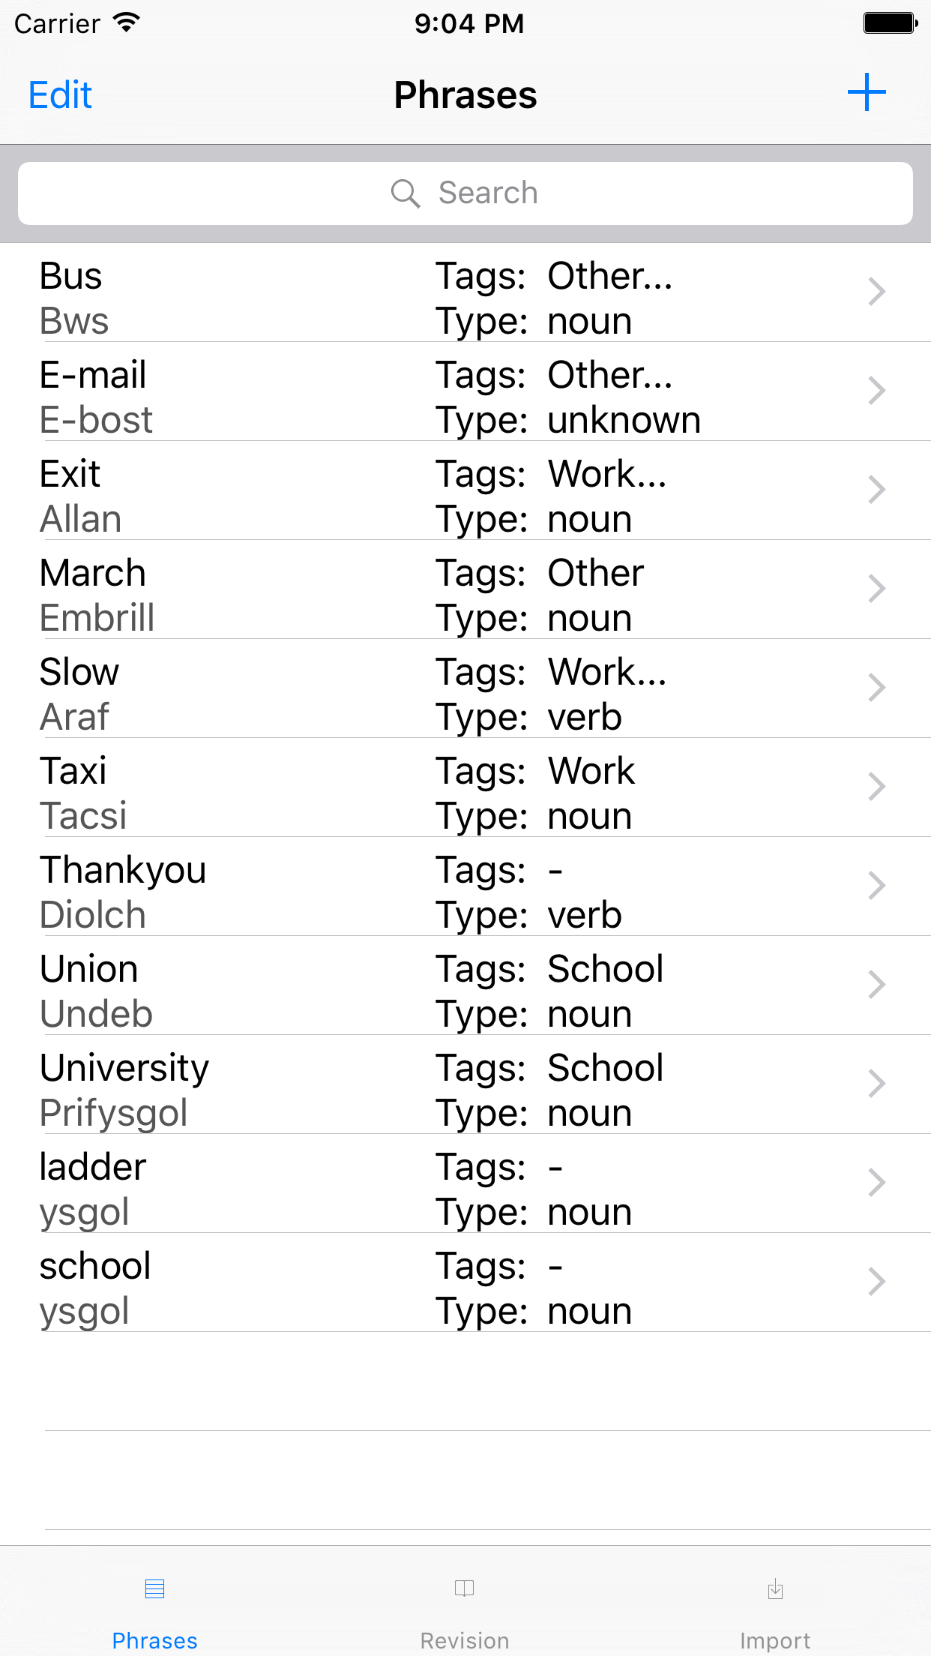 Carrier 9:04 PM
Edit Phrases +
Search
Bus Tags: Other...
Bws Type: noun
E-mail Tags: Other...
E-bost Type: unknown
Exit Tags: Work...
Allan Type: noun
March Tags: Other
Embrill Type: noun
Slow Tags: Work...
Araf Type: verb
Taxi Tags: Work
Tacsi Type: noun
Thankyou Tags: -
Diolch Type: verb
Union Tags: School
Undeb Type: noun
University Tags: School
Prifysgol Type: noun
ladder Tags: -
ysgol Type: noun
school Tags: -
ysgol Type: noun
Phrases Revision Import